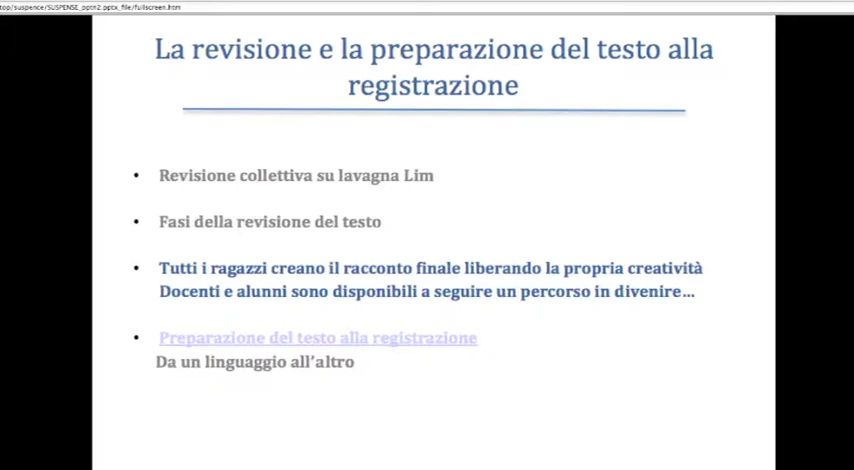 top/suspence/SUSPENSE_pptn2.pptx_file/fullscreen.htm
La revisione e la preparazione del testo alla
registrazione
• Revisione collettiva su lavagna Lim
• Fasi della revisione del testo
• Tutti i ragazzi creano il racconto finale liberando la propria creatività
Docenti e alunni sono disponibili a seguire un percorso in divenire...
• Preparazione del testo alla registrazione
Da un linguaggio all'altro